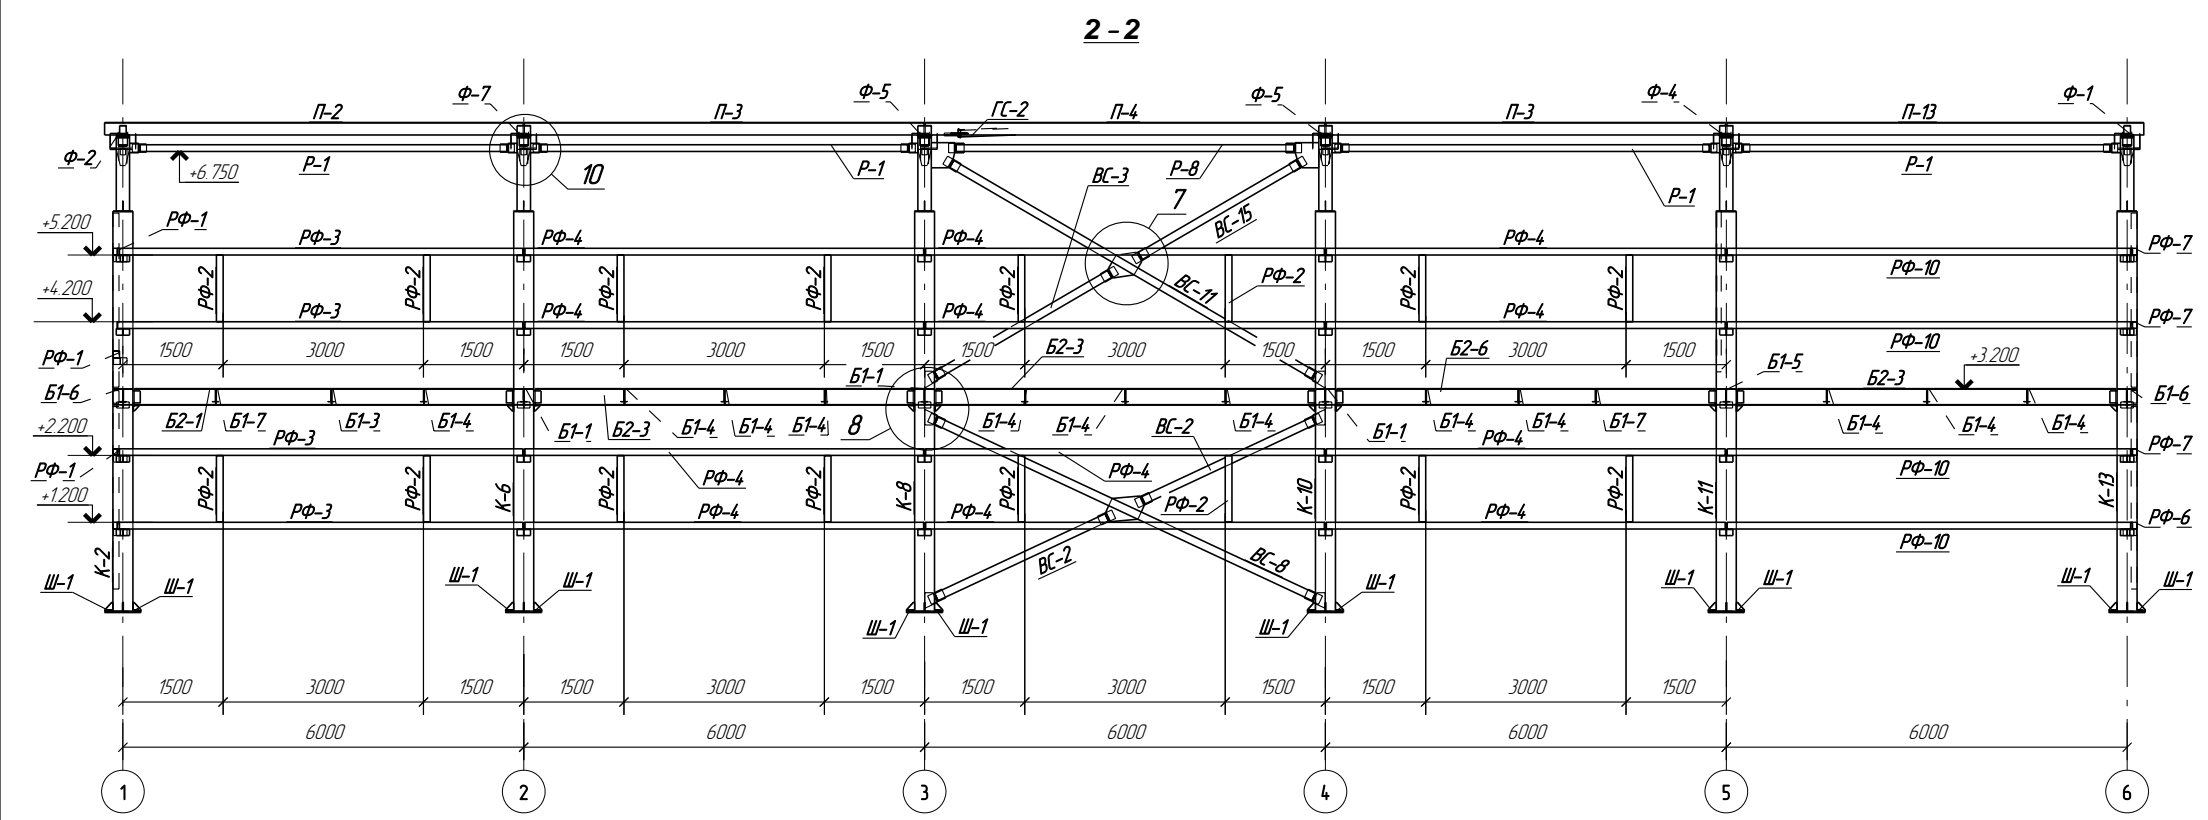 2-2
Ф-7 Ф-5 Ф-5 Ф-4 Ф-1
П-2 П-3 ГС-2 П-4 П-3 П-13
Ф-2 +6.750 Р-1 10 Р-1 ВС-3 Р-8 7 Р-1 Р-1
+5.200 РФ-1 ВС-15
РФ-3 РФ-4 РФ-4 РФ-4 РФ-7
РФ-2 РФ-2 РФ-2 РФ-2 РФ-2 ВС-11 РФ-2 РФ-2 РФ-2 РФ-10
+4.200 РФ-3 РФ-4 РФ-4 РФ-4 РФ-7
РФ-1 1500 3000 1500 1500 3000 1500 1500 Б2-3 3000 1500 1500 Б2-6 3000 1500 РФ-10
Б1-6 Б1-1 Б1-5 Б2-3 +3.200 Б1-6
Б2-1 Б1-7 Б1-3 Б1-4 Б1-1 Б2-3 Б1-4 Б1-4 Б1-4 8 Б1-4 Б1-4 ВС-2 Б1-4 Б1-1 Б1-4 Б1-4 Б1-7 Б1-4 Б1-4 Б1-4
+2.200 РФ-3 РФ-4 РФ-7
РФ-1 РФ-4 РФ-4 РФ-10
РФ-2 РФ-2 К-6 РФ-2 РФ-2 К-8 РФ-2 РФ-2 К-10 РФ-2 РФ-2 К-11 К-13
+1.200 РФ-3 РФ-4 РФ-4 РФ-4 РФ-6
К-2 ВС-2 ВС-8 РФ-10
Ш-1 Ш-1 Ш-1 Ш-1 Ш-1 Ш-1 Ш-1 Ш-1 Ш-1
Ш-1 Ш-1 Ш-1
1500 3000 1500 1500 3000 1500 1500 3000 1500 1500 3000 1500
6000 6000 6000 6000 6000
1 2 3 4 5 6